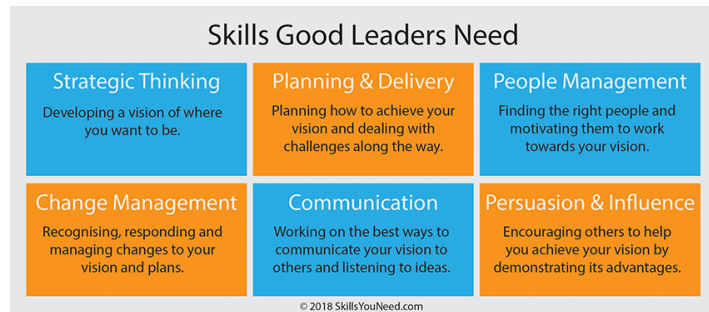 Skills Good Leaders Need
Strategic Thinking
Developing a vision of where
you want to be.
Planning & Delivery
Planning how to achieve your
vision and dealing with
challenges along the way.
People Management
Finding the right people and
motivating them to work
towards your vision.
Change Management
Recognising, responding and
managing changes to your
vision and plans.
Communication
Working on the best ways to
communicate your vision to
others and listening to ideas.
Persuasion & Influence
Encouraging others to help
you achieve your vision by
demonstrating its advantages.
© 2018 SkillsYouNeed.com